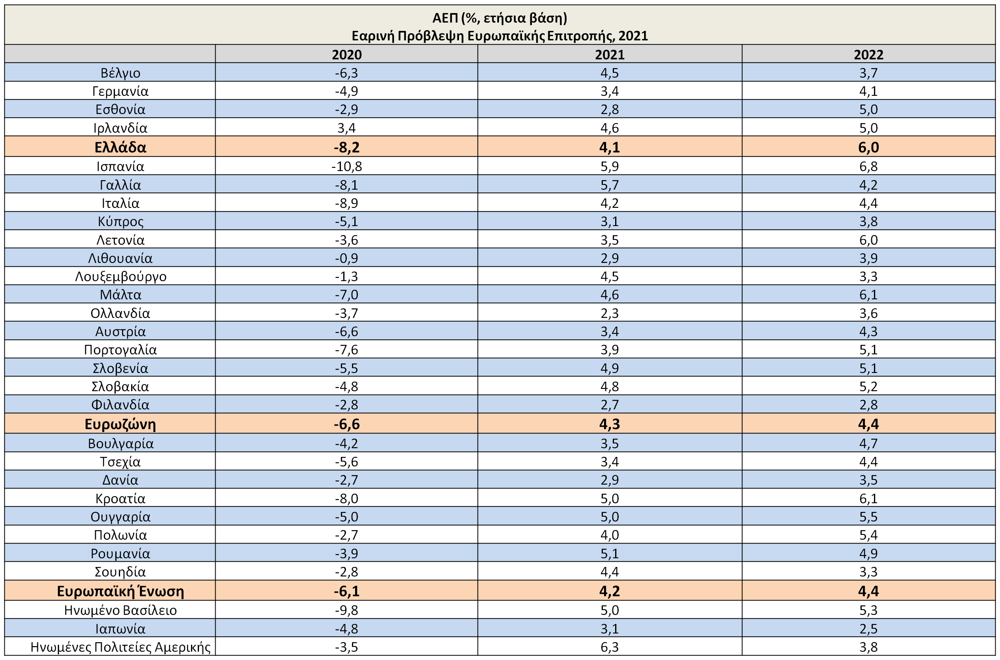 ΑΕΠ (%, ετήσια βάση)
Εαρινή Πρόβλεψη Ευρωπαϊκής Επιτροπής, 2021
2020 2021 2022
Βέλγιο -6,3 4,5 3,7
Γερμανία -4,9 3,4 4,1
Εσθονία -2,9 2,8 5,0
Ιρλανδία 3,4 4,6 5,0
Ελλάδα -8,2 4,1 6,0
Ισπανία -10,8 5,9 6,8
Γαλλία -8,1 5,7 4,2
Ιταλία -8,9 4,2 4,4
Κύπρος -5,1 3,1 3,8
Λετονία -3,6 3,5 6,0
Λιθουανία -0,9 2,9 3,9
Λουξεμβούργο -1,3 4,5 3,3
Μάλτα -7,0 4,6 6,1
Ολλανδία -3,7 2,3 3,6
Αυστρία -6,6 3,4 4,3
Πορτογαλία -7,6 3,9 5,1
Σλοβενία -5,5 4,9 5,1
Σλοβακία -4,8 4,8 5,2
Φιλανδία -2,8 2,7 2,8
Ευρωζώνη -6,6 4,3 4,4
Βουλγαρία -4,2 3,5 4,7
Τσεχία -5,6 3,4 4,4
Δανία -2,7 2,9 3,5
Κροατία -8,0 5,0 6,1
Ουγγαρία -5,0 5,0 5,5
Πολωνία -2,7 4,0 5,4
Ρουμανία -3,9 5,1 4,9
Σουηδία -2,8 4,4 3,3
Ευρωπαϊκή Ένωση -6,1 4,2 4,4
Ηνωμένο Βασίλειο -9,8 5,0 5,3
Ιαπωνία -4,8 3,1 2,5
Ηνωμένες Πολιτείες Αμερικής -3,5 6,3 3,8